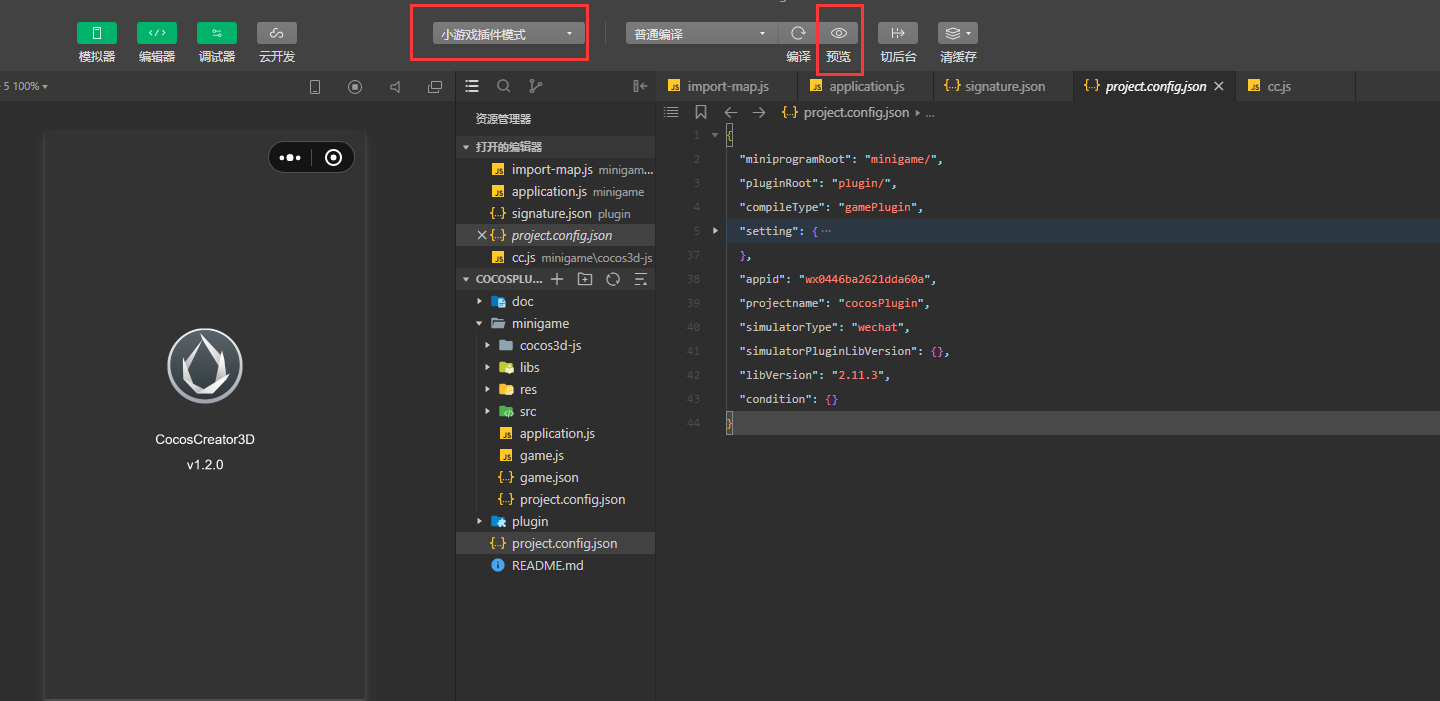 小游戏插件模式
普通编译
模拟器
编辑器
调试器
云开发
编译
预览
切后台
清缓存
5 100%
import-map.js
application.js
signature.json
project.config.json
cc.js
资源管理器
project.config.json
...
打开的编辑器
import-map.js minigam...
application.js minigame
signature.json plugin
project.config.json
cc.js minigame\cocos3d-js
COCOSPLU...
doc
minigame
cocos3d-js
libs
res
src
application.js
game.js
game.json
project.config.json
plugin
project.config.json
README.md
CocosCreator3D
v1.2.0
1 {
2 "miniprogramRoot": "minigame/",
3 "pluginRoot": "plugin/",
4 "compileType": "gamePlugin",
5 "setting": { ...
37 },
38 "appid": "wx0446ba2621dda60a",
39 "projectname": "cocosPlugin",
40 "simulatorType": "wechat",
41 "simulatorPluginLibVersion": {},
42 "libVersion": "2.11.3",
43 "condition": {}
44 }